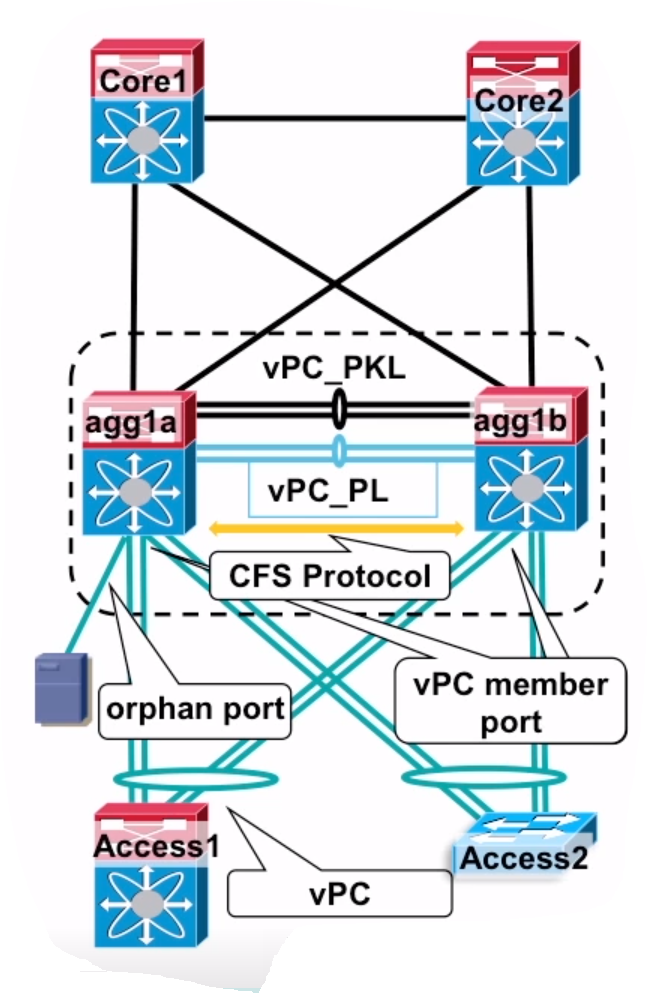 Core1
Core2
vPC_PKL
agg1a
agg1b
vPC_PL
CFS Protocol
orphan port
vPC member
port
Access1
Access2
vPC